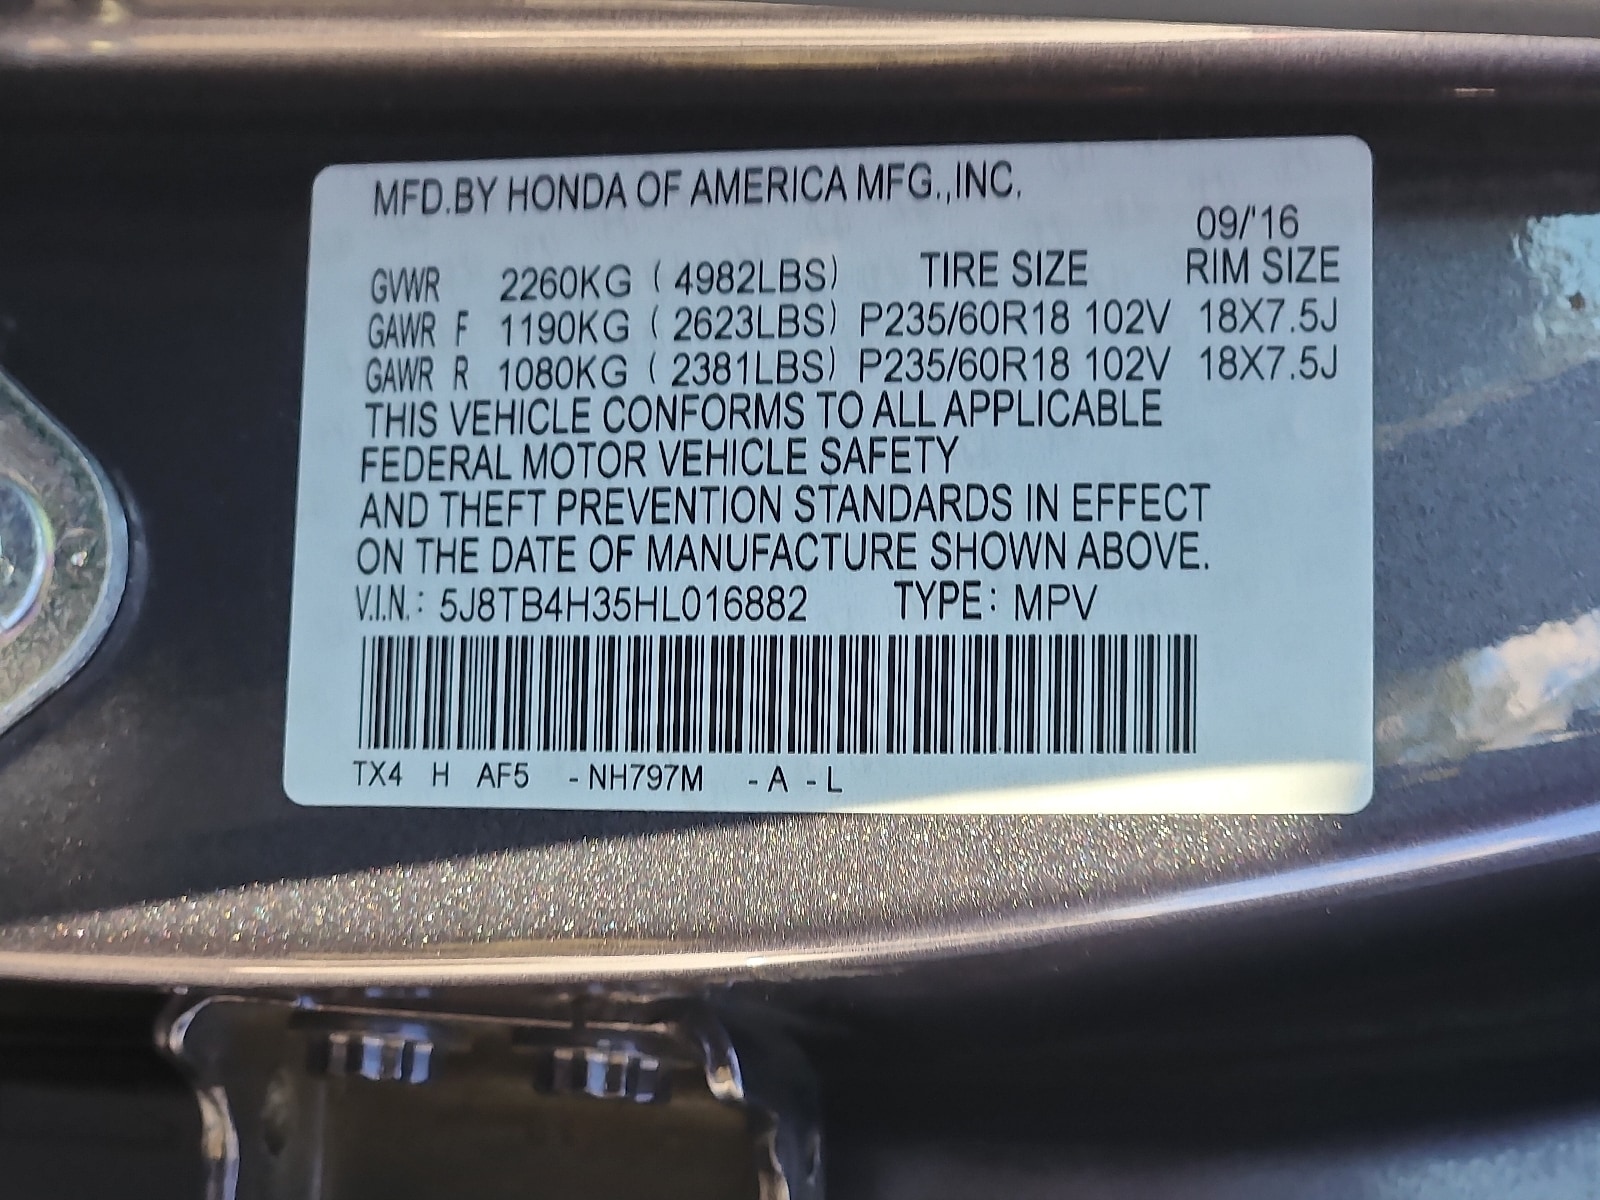 MFD.BY HONDA OF AMERICA MFG.,INC.
09/'16
GVWR 2260KG ( 4982LBS) TIRE SIZE RIM SIZE
GAWR F 1190KG ( 2623LBS) P235/60R18 102V 18X7.5J
GAWR R 1080KG ( 2381LBS) P235/60R18 102V 18X7.5J
THIS VEHICLE CONFORMS TO ALL APPLICABLE
FEDERAL MOTOR VEHICLE SAFETY
AND THEFT PREVENTION STANDARDS IN EFFECT
ON THE DATE OF MANUFACTURE SHOWN ABOVE.
V.I.N.: 5J8TB4H35HL016882 TYPE: MPV
TX4 H AF5 - NH797M - A - L